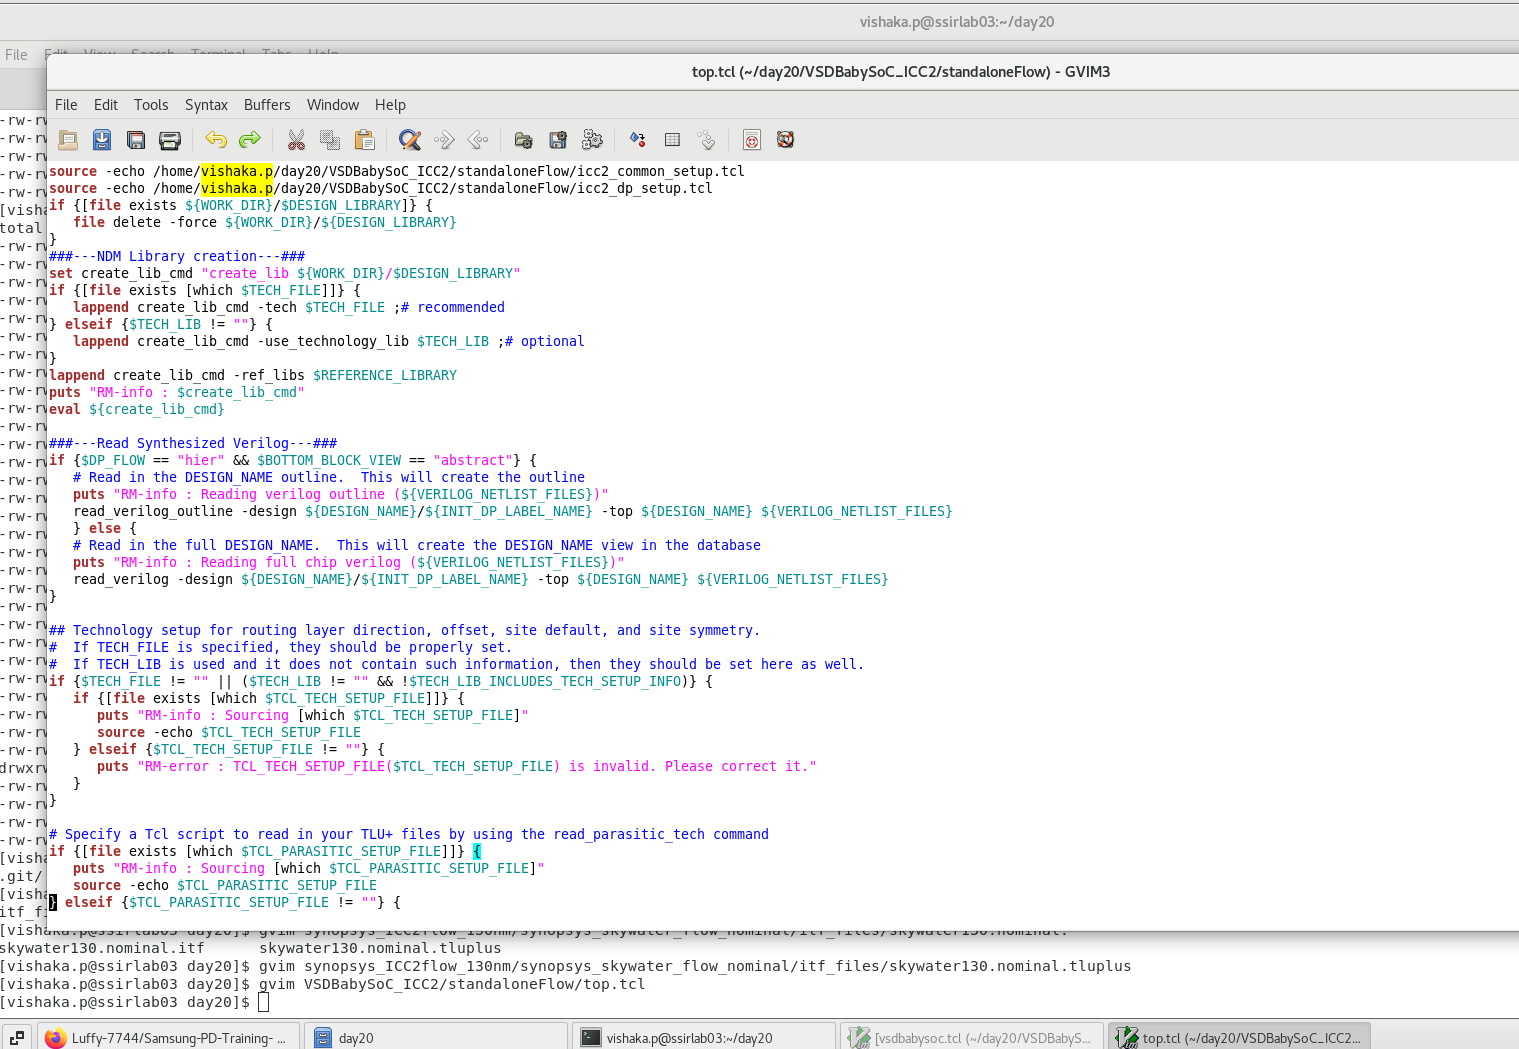 vishaka.p@ssirlab03:~/day20
File Edit View Search Terminal Tabs Help
top.tcl (~/day20/VSDBabySoC_ICC2/standaloneFlow) - GVIM3
File Edit Tools Syntax Buffers Window Help
source -echo /home/vishaka.p/day20/VSDBabySoC_ICC2/standaloneFlow/icc2_common_setup.tcl
source -echo /home/vishaka.p/day20/VSDBabySoC_ICC2/standaloneFlow/icc2_dp_setup.tcl
if {[file exists ${WORK_DIR}/$DESIGN_LIBRARY]} {
   file delete -force ${WORK_DIR}/${DESIGN_LIBRARY}
}
###---NDM Library creation---###
set create_lib_cmd "create_lib ${WORK_DIR}/$DESIGN_LIBRARY"
if {[file exists [which $TECH_FILE]]} {
   lappend create_lib_cmd -tech $TECH_FILE ;# recommended
} elseif {$TECH_LIB != ""} {
   lappend create_lib_cmd -use_technology_lib $TECH_LIB ;# optional
}
lappend create_lib_cmd -ref_libs $REFERENCE_LIBRARY
puts "RM-info : $create_lib_cmd"
eval ${create_lib_cmd}
###---Read Synthesized Verilog---###
if {$DP_FLOW == "hier" && $BOTTOM_BLOCK_VIEW == "abstract"} {
   # Read in the DESIGN_NAME outline.  This will create the outline
   puts "RM-info : Reading verilog outline (${VERILOG_NETLIST_FILES})"
   read_verilog_outline -design ${DESIGN_NAME}/${INIT_DP_LABEL_NAME} -top ${DESIGN_NAME} ${VERILOG_NETLIST_FILES}
   } else {
   # Read in the full DESIGN_NAME.  This will create the DESIGN_NAME view in the database
   puts "RM-info : Reading full chip verilog (${VERILOG_NETLIST_FILES})"
   read_verilog -design ${DESIGN_NAME}/${INIT_DP_LABEL_NAME} -top ${DESIGN_NAME} ${VERILOG_NETLIST_FILES}
}
## Technology setup for routing layer direction, offset, site default, and site symmetry.
#  If TECH_FILE is specified, they should be properly set.
#  If TECH_LIB is used and it does not contain such information, then they should be set here as well.
if {$TECH_FILE != "" || ($TECH_LIB != "" && !$TECH_LIB_INCLUDES_TECH_SETUP_INFO)} {
   if {[file exists [which $TCL_TECH_SETUP_FILE]]} {
      puts "RM-info : Sourcing [which $TCL_TECH_SETUP_FILE]"
      source -echo $TCL_TECH_SETUP_FILE
   } elseif {$TCL_TECH_SETUP_FILE != ""} {
      puts "RM-error : TCL_TECH_SETUP_FILE($TCL_TECH_SETUP_FILE) is invalid. Please correct it."
   }
}
# Specify a Tcl script to read in your TLU+ files by using the read_parasitic_tech command
if {[file exists [which $TCL_PARASITIC_SETUP_FILE]]} {
   puts "RM-info : Sourcing [which $TCL_PARASITIC_SETUP_FILE]"
   source -echo $TCL_PARASITIC_SETUP_FILE
} elseif {$TCL_PARASITIC_SETUP_FILE != ""} {
[vishaka.p@ssirlab03 day20]$ gvim synopsys_ICC2flow_130nm/synopsys_skywater_flow_nominal/itf_files/skywater130.nominal.
skywater130.nominal.itf      skywater130.nominal.tluplus
[vishaka.p@ssirlab03 day20]$ gvim synopsys_ICC2flow_130nm/synopsys_skywater_flow_nominal/itf_files/skywater130.nominal.tluplus
[vishaka.p@ssirlab03 day20]$ gvim VSDBabySoC_ICC2/standaloneFlow/top.tcl
[vishaka.p@ssirlab03 day20]$
Luffy-7744/Samsung-PD-Training- ... day20 vishaka.p@ssirlab03:~/day20 [vsdbabysoc.tcl (~/day20/VSDBabyS... top.tcl (~/day20/VSDBabySoC_ICC2...